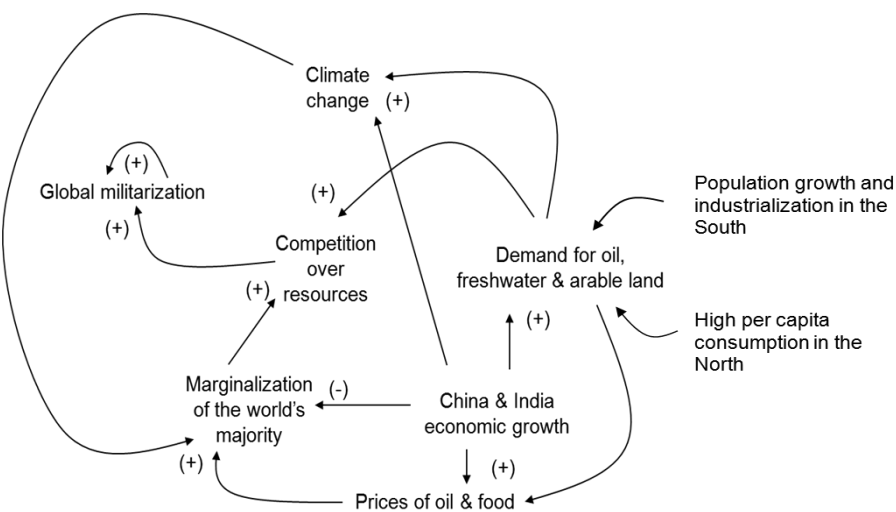 Climate
change (+)
(+)
Global militarization
(+)
(+)
Competition
over
resources
(+)
Demand for oil,
freshwater & arable land
(+)
Population growth and
industrialization in the
South
High per capita
consumption in the
North
Marginalization
of the world's
majority
(+)
(-)
China & India
economic growth
(+)
Prices of oil & food